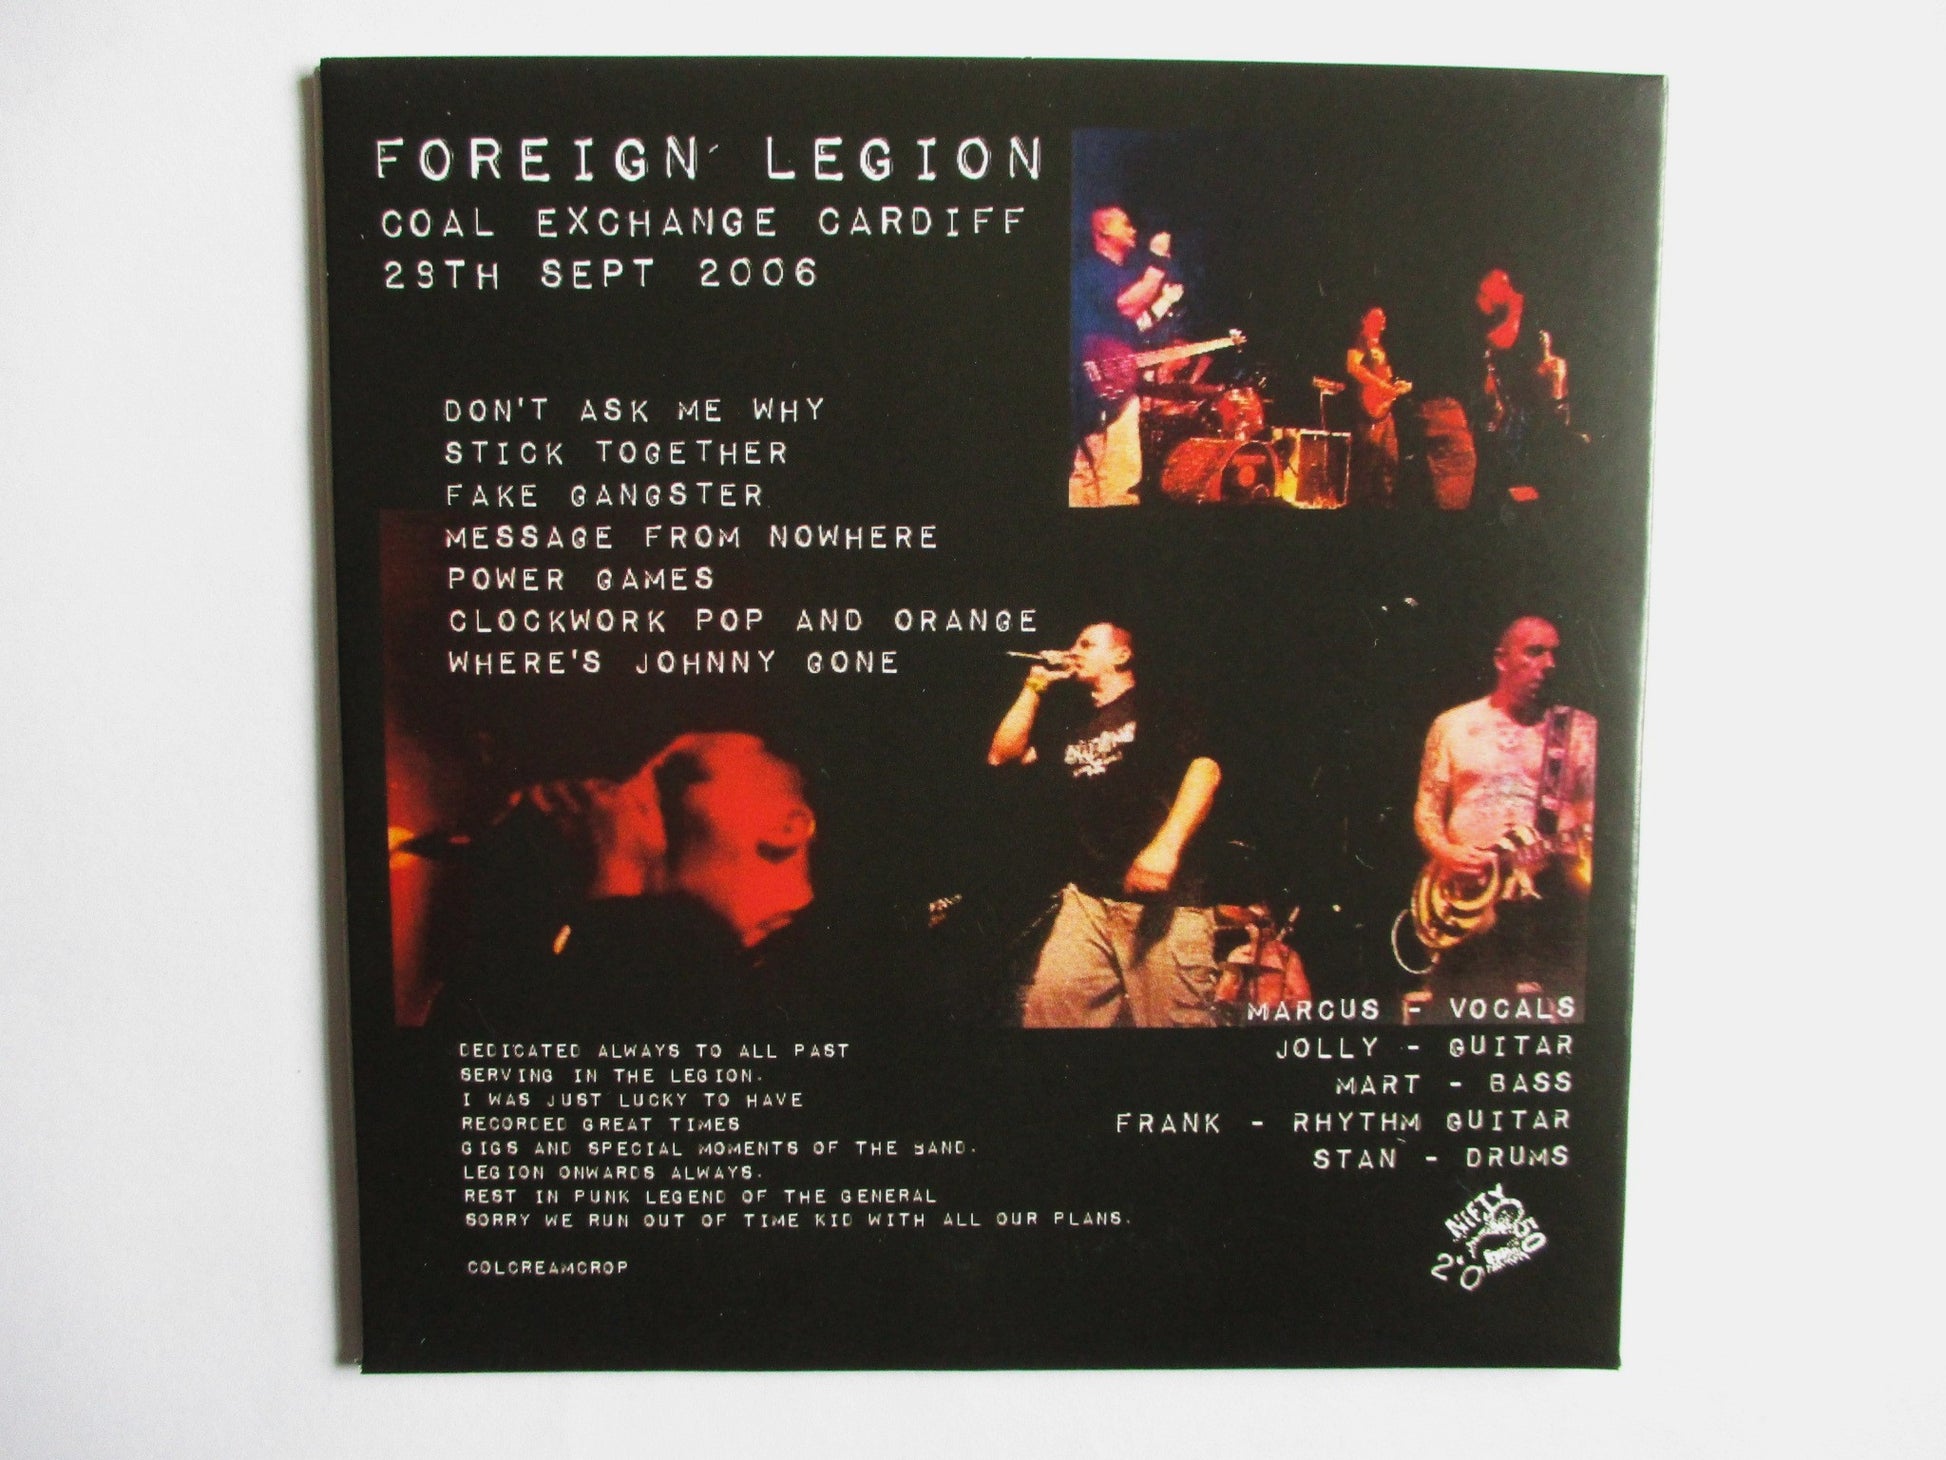 FOREIGN LEGION
COAL EXCHANGE CARDIFF
29TH SEPT 2006
DON'T ASK ME WHY
STICK TOGETHER
FAKE GANGSTER
MESSAGE FROM NOWHERE
POWER GAMES
CLOCKWORK POP AND ORANGE
WHERE'S JOHNNY GONE
DEDICATED ALWAYS TO ALL PAST
SERVING IN THE LEGION.
I WAS JUST LUCKY TO HAVE
RECORDED GREAT TIMES
GIGS AND SPECIAL MOMENTS OF THE BAND.
LEGION ONWARDS ALWAYS.
REST IN PUNK LEGEND OF THE GENERAL
SORRY WE RUN OUT OF TIME KID WITH ALL OUR PLANS.
COLCREAMCROP
MARCUS - VOCALS
JOLLY - GUITAR
MART - BASS
FRANK - RHYTHM GUITAR
STAN - DRUMS
NIFTY
50
2.0